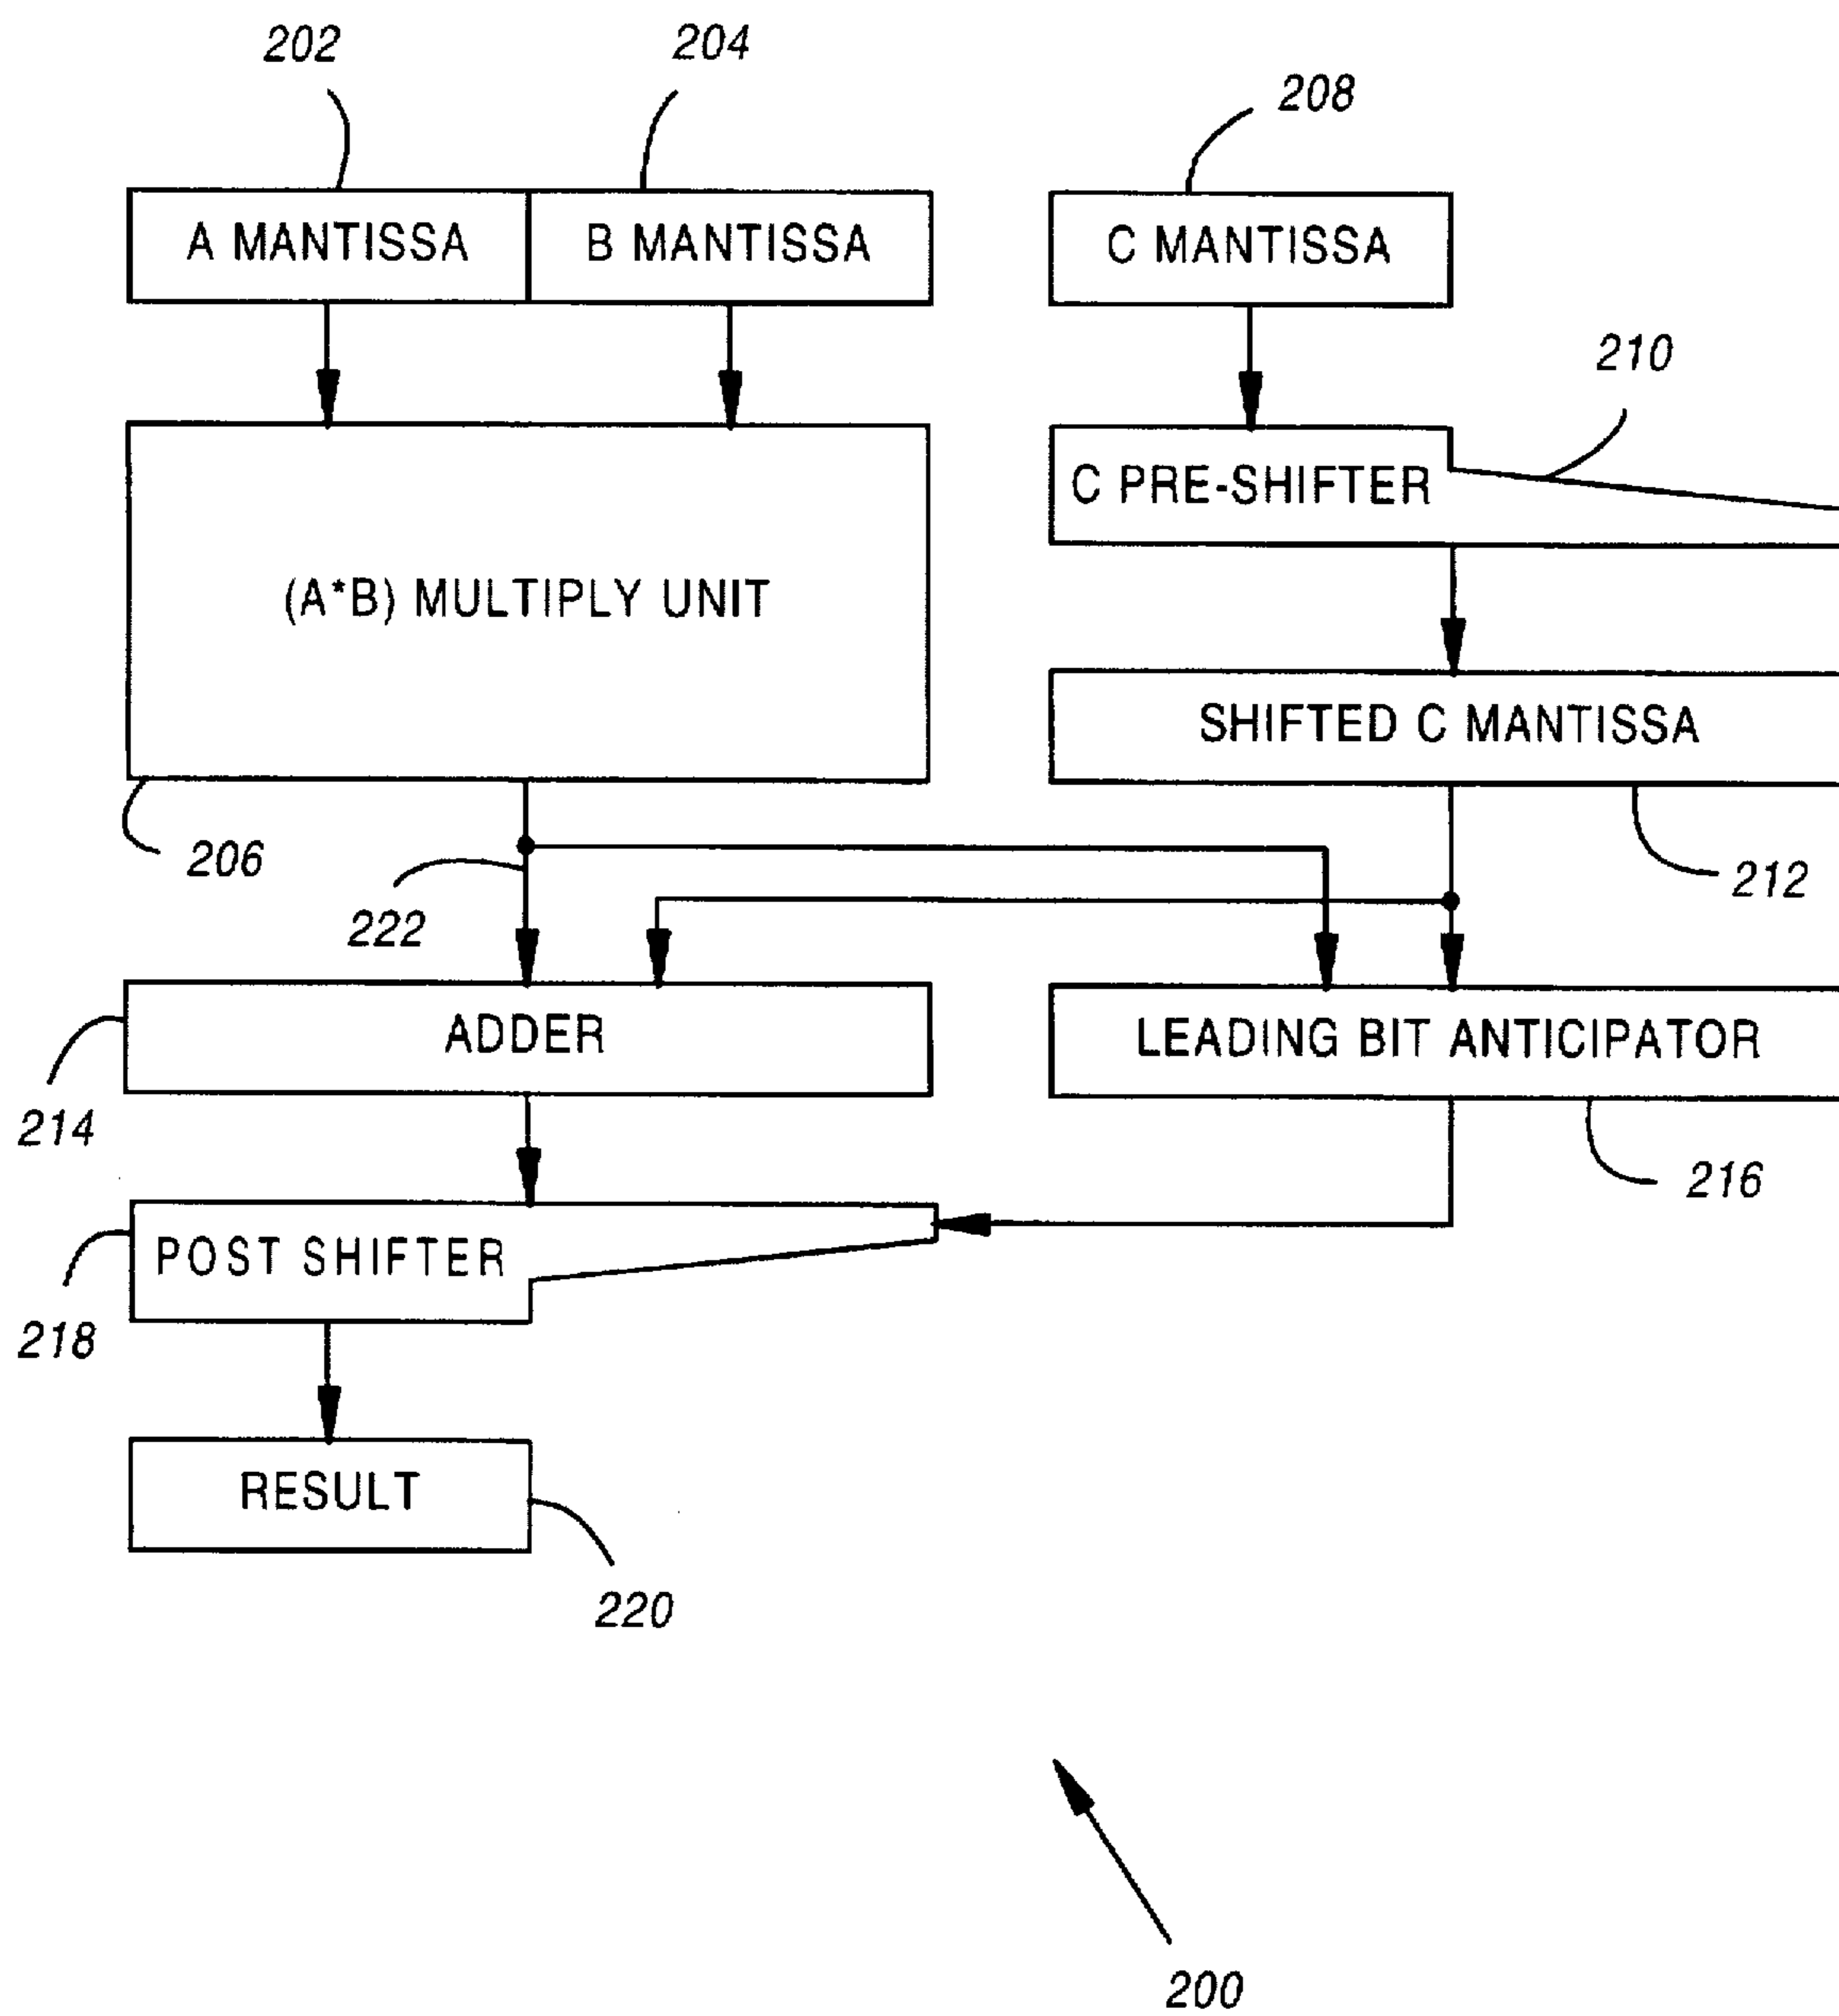 202
204
208
A MANTISSA
B MANTISSA
C MANTISSA
210
C PRE-SHIFTER
(A*B) MULTIPLY UNIT
SHIFTED C MANTISSA
206
212
222
ADDER
LEADING BIT ANTICIPATOR
214
216
POST SHIFTER
218
RESULT
220
200